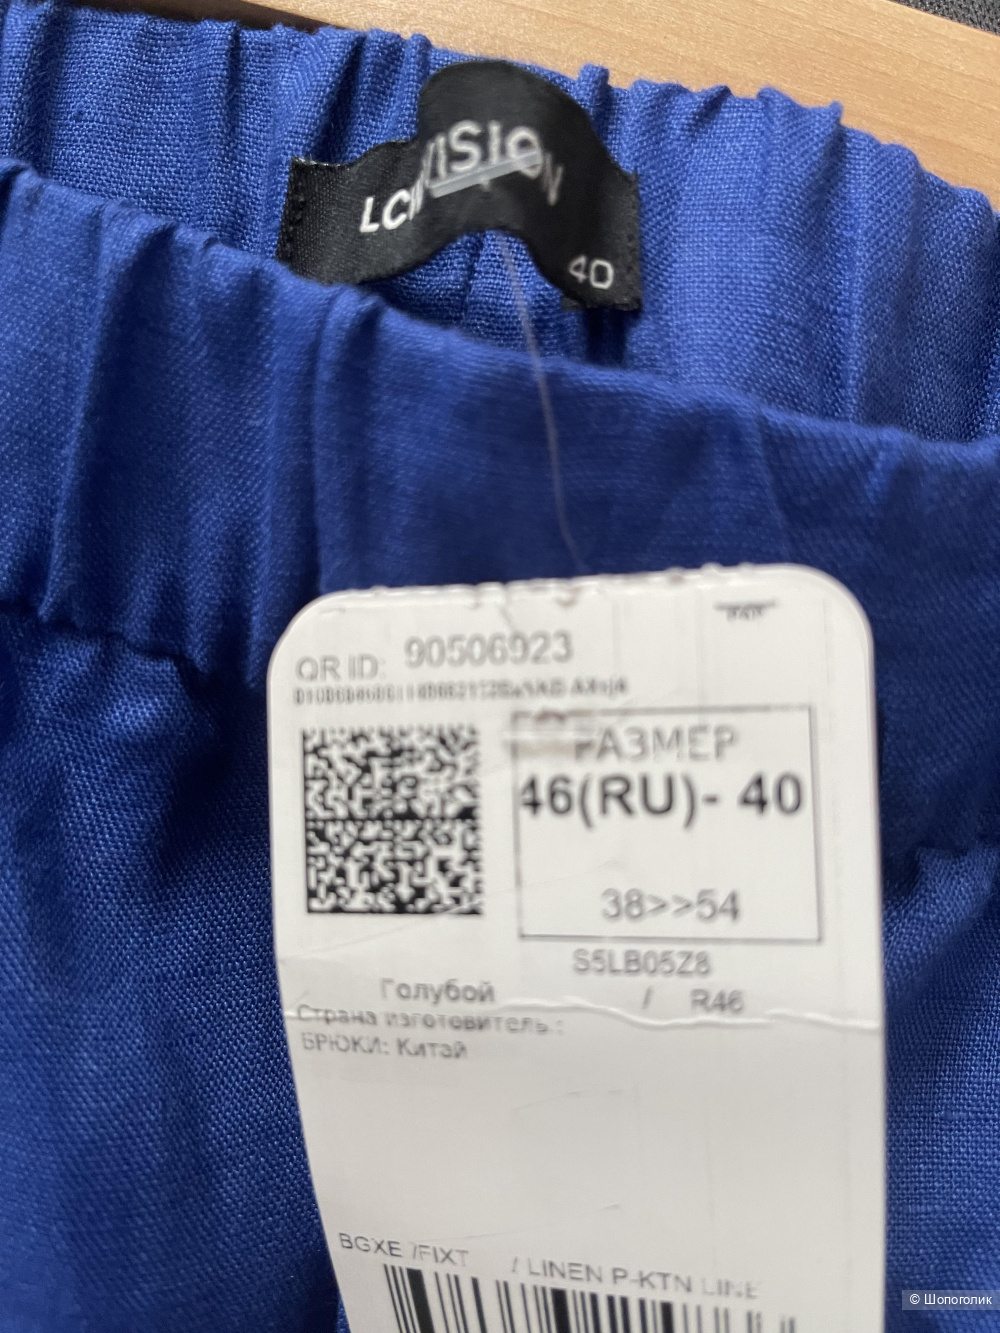 LCW VISION
40
QR ID: 90506923
РАЗМЕР
46(RU)- 40
38>>54
S5LB05Z8
Голубой / R46
Страна изготовитель :
БРЮКИ: Китай
BGXE /FIXT / LINEN P-KTN LINE
© Шопоголик